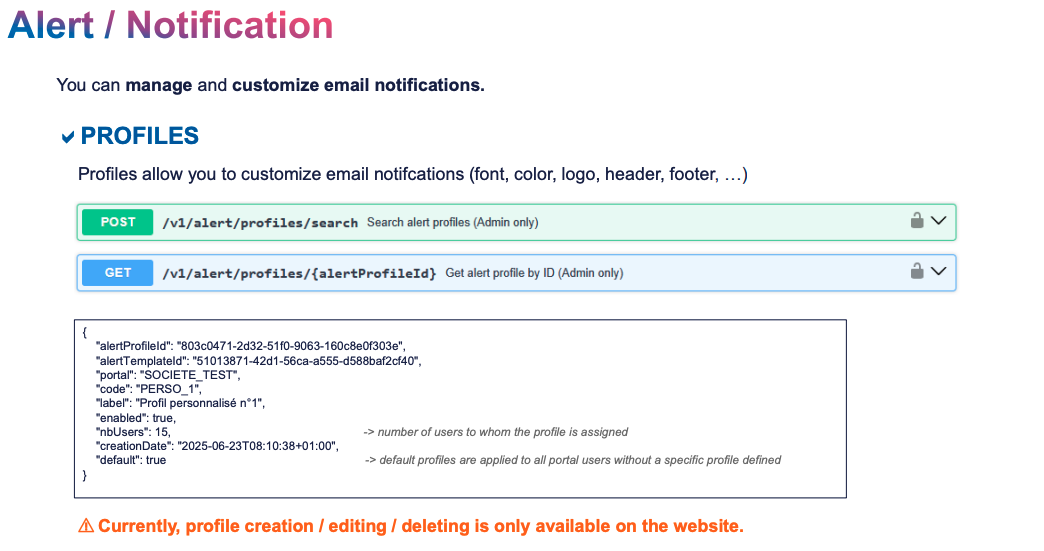 Alert / Notification
You can manage and customize email notifications.
PROFILES
Profiles allow you to customize email notifcations (font, color, logo, header, footer, …)
POST /v1/alert/profiles/search Search alert profiles (Admin only)
GET /v1/alert/profiles/{alertProfileId} Get alert profile by ID (Admin only)
{
"alertProfileId": "803c0471-2d32-51f0-9063-160c8e0f303e",
"alertTemplateId": "51013871-42d1-56ca-a555-d588baf2cf40",
"portal": "SOCIETE_TEST",
"code": "PERSO_1",
"label": "Profil personnalisé n°1",
"enabled": true,
"nbUsers": 15, -> number of users to whom the profile is assigned
"creationDate": "2025-06-23T08:10:38+01:00",
"default": true -> default profiles are applied to all portal users without a specific profile defined
}
⚠ Currently, profile creation / editing / deleting is only available on the website.